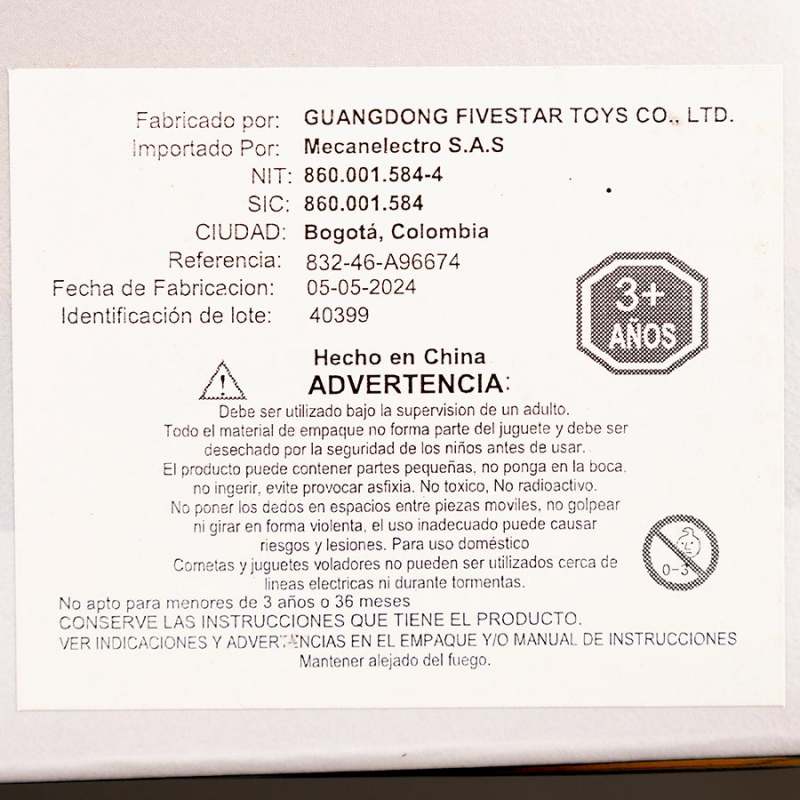 Fabricado por: GUANGDONG FIVESTAR TOYS CO., LTD.
Importado Por: Mecanelectro S.A.S
NIT: 860.001.584-4
SIC: 860.001.584
CIUDAD: Bogotá, Colombia
Referencia: 832-46-A96674
Fecha de Fabricacion: 05-05-2024
Identificación de lote: 40399
3+
AÑOS
Hecho en China
ADVERTENCIA:
Debe ser utilizado bajo la supervision de un adulto.
Todo el material de empaque no forma parte del juguete y debe ser
desechado por la seguridad de los niños antes de usar.
El producto puede contener partes pequeñas, no ponga en la boca,
no ingerir, evite provocar asfixia. No toxico, No radioactivo.
No poner los dedos en espacios entre piezas moviles, no golpear
ni girar en forma violenta, el uso inadecuado puede causar
riesgos y lesiones. Para uso doméstico
Cometas y juguetes voladores no pueden ser utilizados cerca de
lineas electricas ni durante tormentas.
0-3
No apto para menores de 3 años o 36 meses
CONSERVE LAS INSTRUCCIONES QUE TIENE EL PRODUCTO.
VER INDICACIONES Y ADVERTENCIAS EN EL EMPAQUE Y/O MANUAL DE INSTRUCCIONES
Mantener alejado del fuego.